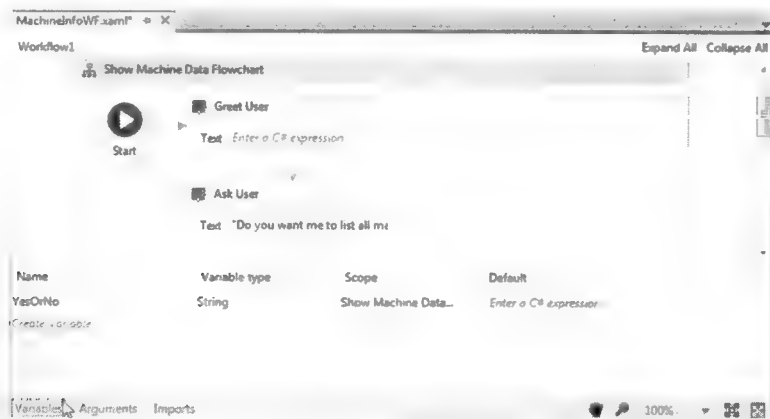 MachineInfoWF.xaml*
Workflow1 Expand All Collapse All
Show Machine Data Flowchart
Greet User
Text Enter a C# expression
Start
Ask User
Text "Do you want me to list all ma
Name Variable type Scope Default
YesOrNo String Show Machine Data... Enter a C# expression
Create Variable
Variables Arguments Imports 100%